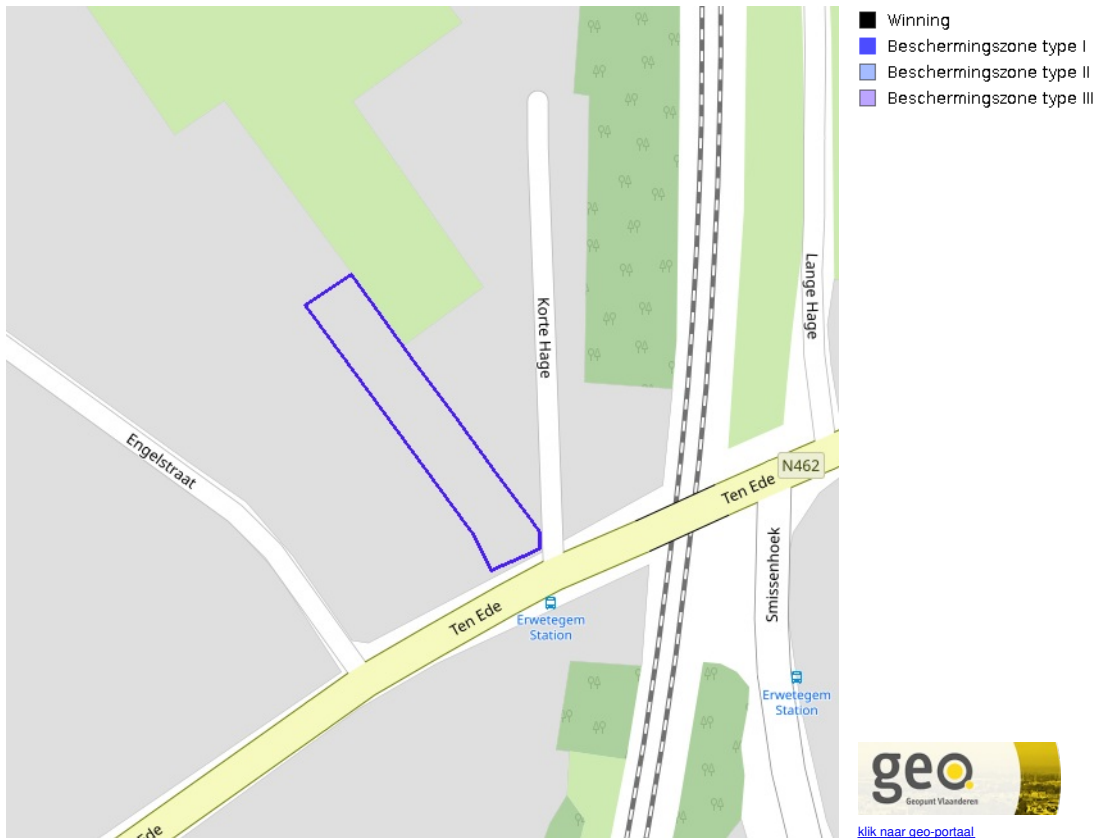 Winning
Beschermingszone type I
Beschermingszone type II
Beschermingszone type III
Korte Hage
Lange Hage
Engelstraat
N462
Ten Ede
Ten Ede
Smissenhoek
Erwetegem
Station
Erwetegem
Station
Ede
geo
Geopunt Vlaanderen
klik naar geo-portaal